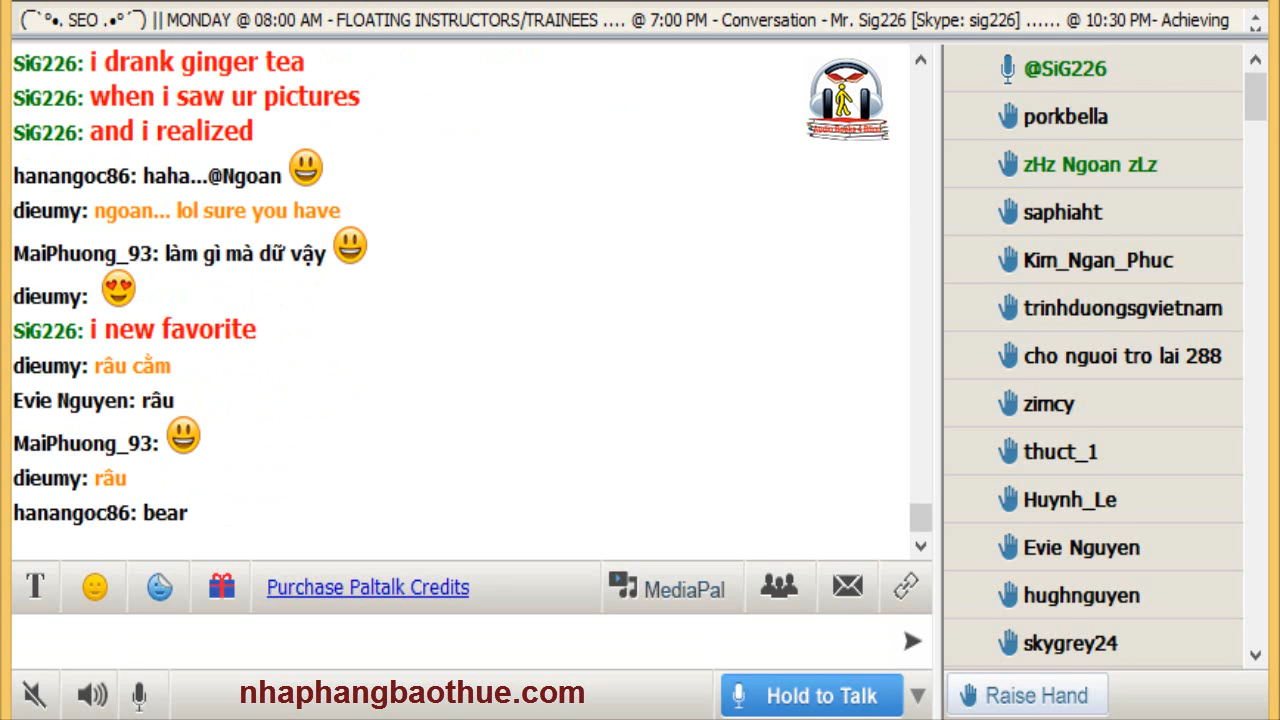 (¯`°•. SEO .•°´¯) || MONDAY @ 08:00 AM - FLOATING INSTRUCTORS/TRAINEES .... @ 7:00 PM - Conversation - Mr. Sig226 [Skype: sig226] ...... @ 10:30 PM- Achieving
SiG226: i drank ginger tea
SiG226: when i saw ur pictures
SiG226: and i realized
hanangoc86: haha...@Ngoan
dieumy: ngoan... lol sure you have
MaiPhuong_93: làm gì mà dữ vậy
dieumy:
SiG226: i new favorite
dieumy: râu cằm
Evie Nguyen: râu
MaiPhuong_93:
dieumy: râu
hanangoc86: bear
Audio Books 4 Blind
@SiG226
porkbella
zHz Ngoan zLz
saphiaht
Kim_Ngan_Phuc
trinhduongsgvietnam
cho nguoi tro lai 288
zimcy
thuct_1
Huynh_Le
Evie Nguyen
hughnguyen
skygrey24
T
Purchase Paltalk Credits
MediaPal
nhaphangbaothue.com
Hold to Talk
Raise Hand